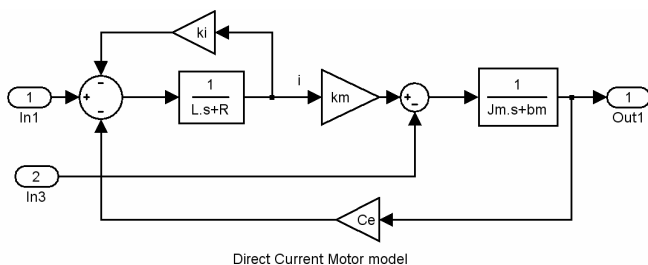 ki
-
+
-
1
In1
1
L.s+R
i
km
+
-
1
Jm.s+bm
1
Out1
2
In3
Ce
Direct Current Motor model